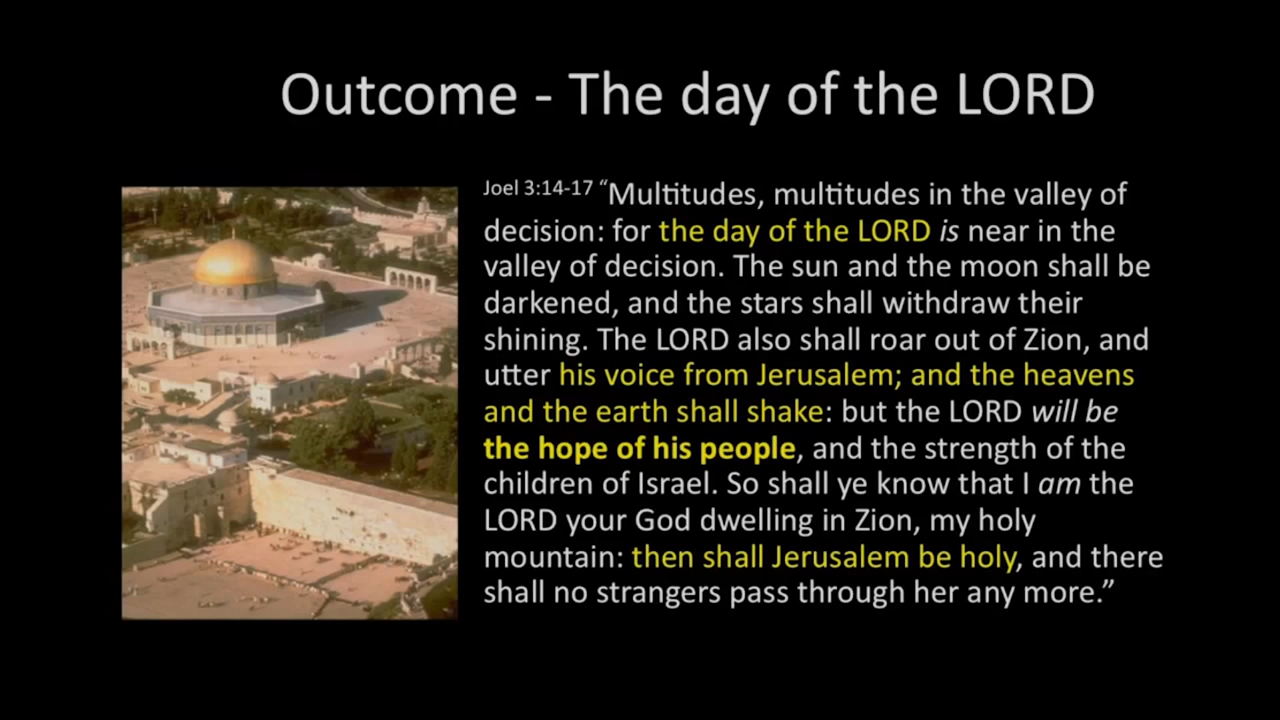 Outcome - The day of the LORD
Joel 3:14-17 “Multitudes, multitudes in the valley of
decision: for the day of the LORD is near in the
valley of decision. The sun and the moon shall be
darkened, and the stars shall withdraw their
shining. The LORD also shall roar out of Zion, and
utter his voice from Jerusalem; and the heavens
and the earth shall shake: but the LORD will be
the hope of his people, and the strength of the
children of Israel. So shall ye know that I am the
LORD your God dwelling in Zion, my holy
mountain: then shall Jerusalem be holy, and there
shall no strangers pass through her any more.”